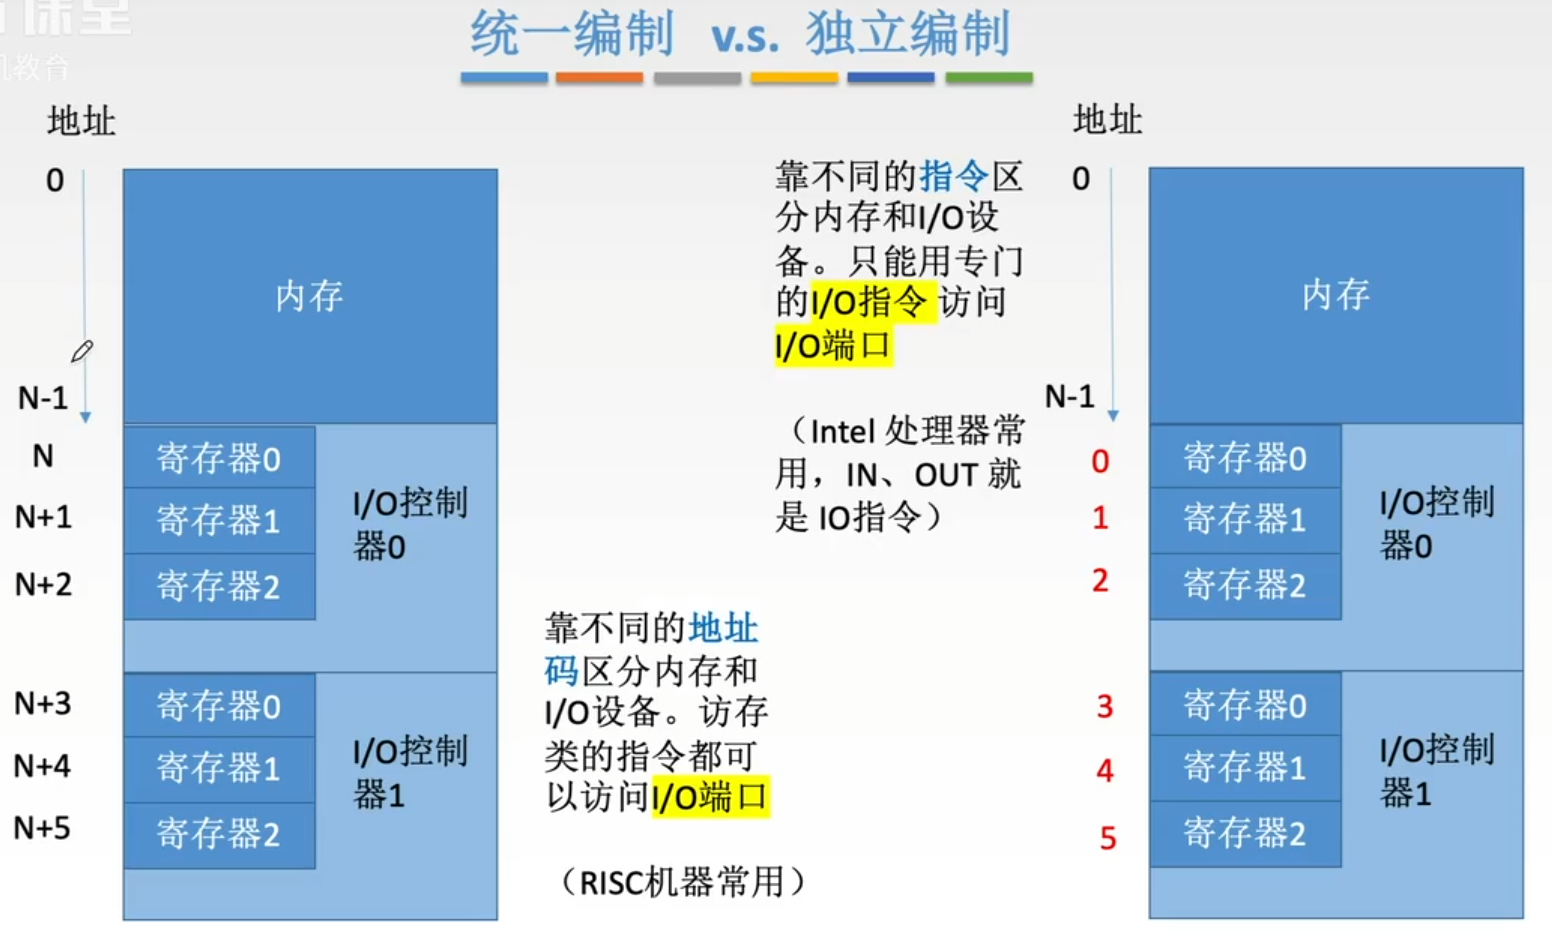 课堂
机教育
统一编制 v.s. 独立编制
地址
0
N-1
N
N+1
N+2
N+3
N+4
N+5
内存
寄存器0
寄存器1
寄存器2
I/O控制
器0
寄存器0
寄存器1
寄存器2
I/O控制
器1
靠不同的地址
码区分内存和
I/O设备。访存
类的指令都可
以访问I/O端口
（RISC机器常用）
靠不同的指令区
分内存和I/O设
备。只能用专门
的I/O指令 访问
I/O端口
（Intel 处理器常
用，IN、OUT 就
是 IO指令）
地址
0
N-1
0
1
2
3
4
5
内存
寄存器0
寄存器1
寄存器2
I/O控制
器0
寄存器0
寄存器1
寄存器2
I/O控制
器1